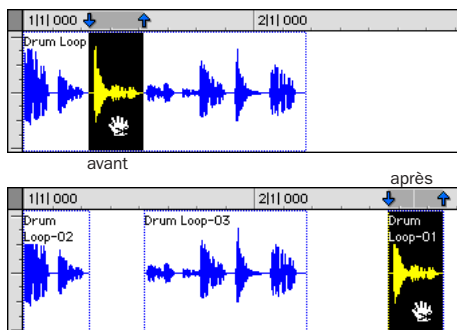 1|1| 000 2|1| 000
Drum Loop
avant
après
1|1| 000 2|1| 000
Drum Drum Loop-03 Drum
Loop-02 Loop-01